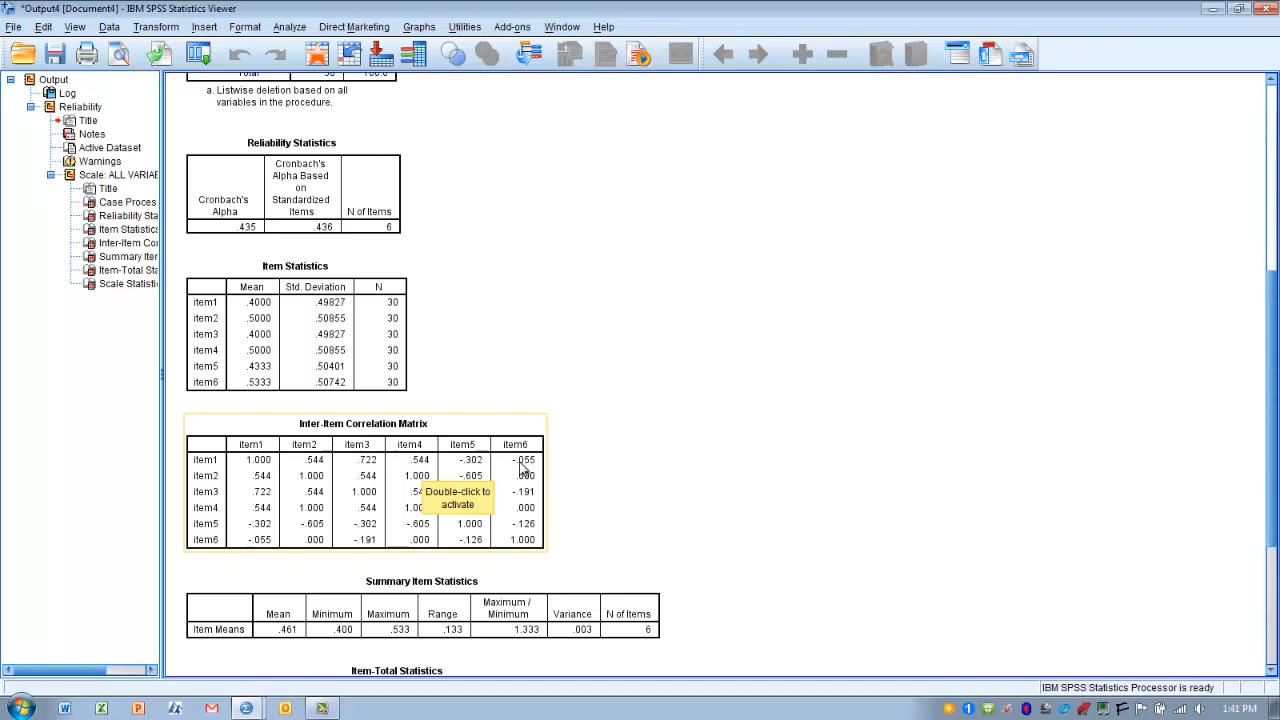 *Output4 [Document4] - IBM SPSS Statistics Viewer
File Edit View Data Transform Insert Format Analyze Direct Marketing Graphs Utilities Add-ons Window Help
Output
Log
Reliability
Title
Notes
Active Dataset
Warnings
Scale: ALL VARIA
Title
Case Proces
Reliability Sta
Item Statistics
Inter-Item Co
Summary Iter
Item-Total Sta
Scale Statisti
Total 30 100.0
a. Listwise deletion based on all
variables in the procedure.
Reliability Statistics
Cronbach's
Alpha
Cronbach's
Alpha Based
on
Standardized
Items
N of Items
.435 .436 6
Item Statistics
Mean Std. Deviation N
item1 .4000 .49827 30
item2 .5000 .50855 30
item3 .4000 .49827 30
item4 .5000 .50855 30
item5 .4333 .50401 30
item6 .5333 .50742 30
Inter-Item Correlation Matrix
item1 item2 item3 item4 item5 item6
item1 1.000 .544 .722 .544 -.302 -.055
item2 .544 1.000 .544 1.000 -.605 .000
item3 .722 .544 1.000 -.191
item4 .544 1.000 .544 .000
item5 -.302 -.605 -.302 -.605 1.000 -.126
item6 -.055 .000 -.191 .000 -.126 1.000
Double-click to
activate
Summary Item Statistics
Mean Minimum Maximum Range Maximum /
Minimum Variance N of Items
Item Means .461 .400 .533 .133 1.333 .003 6
Item-Total Statistics
IBM SPSS Statistics Processor is ready
1:41 PM